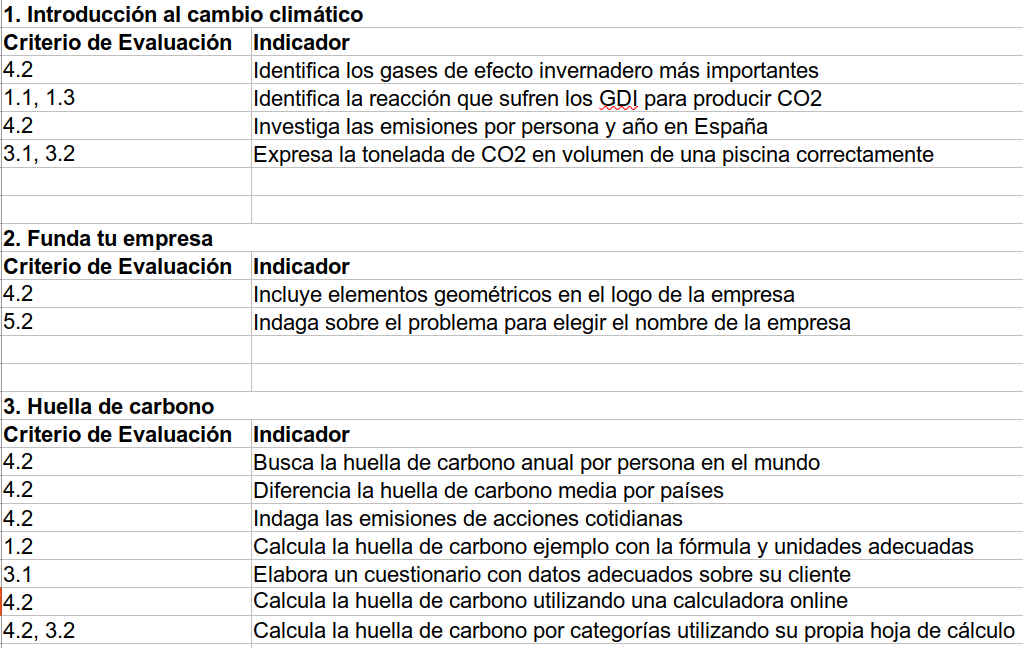 1. Introducción al cambio climático
Criterio de Evaluación Indicador
4.2 Identifica los gases de efecto invernadero más importantes
1.1, 1.3 Identifica la reacción que sufren los GDI para producir CO2
4.2 Investiga las emisiones por persona y año en España
3.1, 3.2 Expresa la tonelada de CO2 en volumen de una piscina correctamente
2. Funda tu empresa
Criterio de Evaluación Indicador
4.2 Incluye elementos geométricos en el logo de la empresa
5.2 Indaga sobre el problema para elegir el nombre de la empresa
3. Huella de carbono
Criterio de Evaluación Indicador
4.2 Busca la huella de carbono anual por persona en el mundo
4.2 Diferencia la huella de carbono media por países
4.2 Indaga las emisiones de acciones cotidianas
1.2 Calcula la huella de carbono ejemplo con la fórmula y unidades adecuadas
3.1 Elabora un cuestionario con datos adecuados sobre su cliente
4.2 Calcula la huella de carbono utilizando una calculadora online
4.2, 3.2 Calcula la huella de carbono por categorías utilizando su propia hoja de cálculo